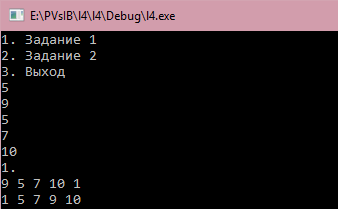 E:\PVsIB\l4\l4\Debug\l4.exe
1. Задание 1
2. Задание 2
3. Выход
5
9
5
7
10
1.
9 5 7 10 1
1 5 7 9 10